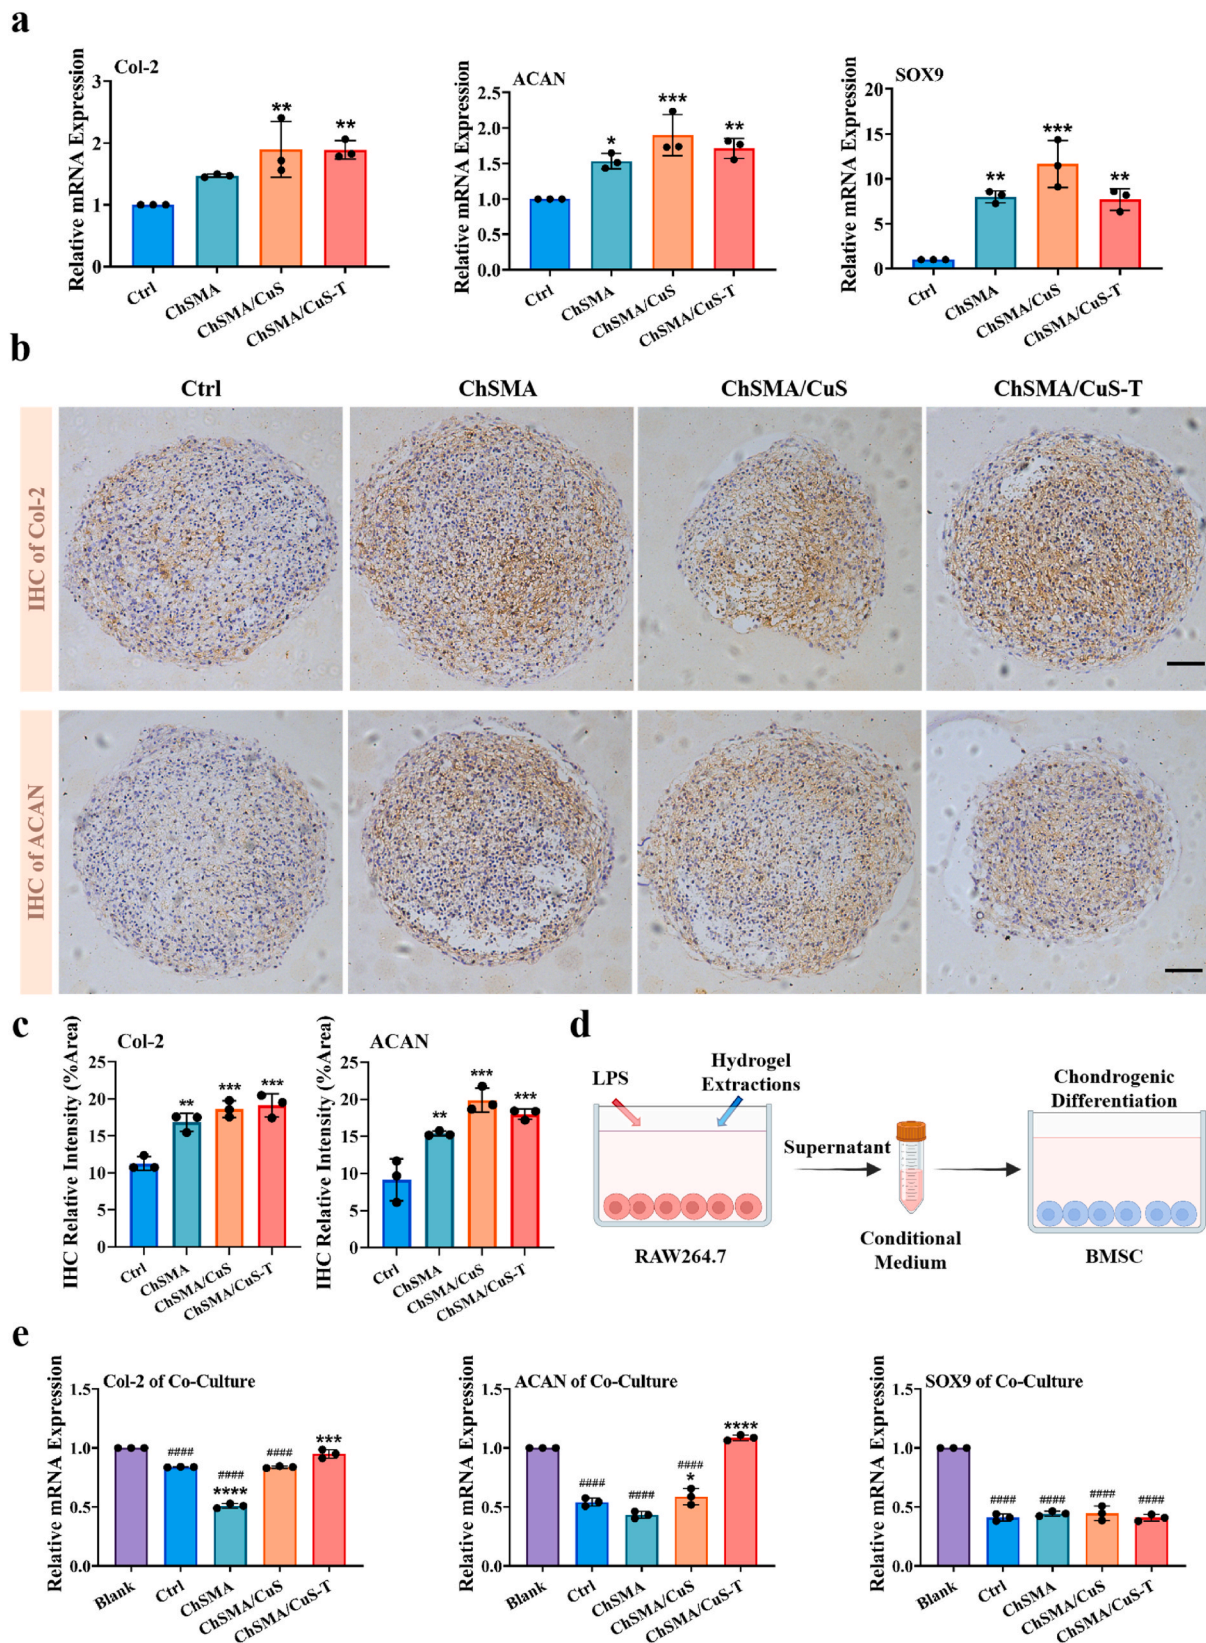 a
Col-2
Relative mRNA Expression
3
2
1
0
**
**
Ctrl
ChSMA
ChSMA/CuS
ChSMA/CuS-T
ACAN
Relative mRNA Expression
2.5
2.0
1.5
1.0
0.5
0.0
*
***
**
Ctrl
ChSMA
ChSMA/CuS
ChSMA/CuS-T
SOX9
Relative mRNA Expression
20
15
10
5
0
**
***
**
Ctrl
ChSMA
ChSMA/CuS
ChSMA/CuS-T
b
Ctrl
ChSMA
ChSMA/CuS
ChSMA/CuS-T
IHC of Col-2
IHC of ACAN
c
Col-2
IHC Relative Intensity (%Area)
25
20
15
10
5
0
**
***
***
Ctrl
ChSMA
ChSMA/CuS
ChSMA/CuS-T
ACAN
IHC Relative Intensity (%Area)
25
20
15
10
5
0
**
***
***
Ctrl
ChSMA
ChSMA/CuS
ChSMA/CuS-T
d
LPS
Hydrogel
Extractions
RAW264.7
Supernatant
Conditional
Medium
Chondrogenic
Differentiation
BMSC
e
Col-2 of Co-Culture
Relative mRNA Expression
1.5
1.0
0.5
0.0
####
####
****
####
***
Blank
Ctrl
ChSMA
ChSMA/CuS
ChSMA/CuS-T
ACAN of Co-Culture
Relative mRNA Expression
1.5
1.0
0.5
0.0
####
####
####
*
****
Blank
Ctrl
ChSMA
ChSMA/CuS
ChSMA/CuS-T
SOX9 of Co-Culture
Relative mRNA Expression
1.5
1.0
0.5
0.0
####
####
####
####
Blank
Ctrl
ChSMA
ChSMA/CuS
ChSMA/CuS-T